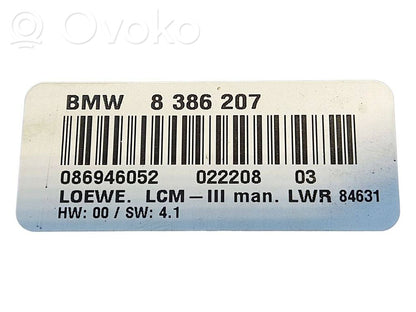 Ovoko
BMW 8 386 207
086946052 022208 03
LOEWE. LCM-III man. LWR 84631
HW: 00 / SW: 4.1